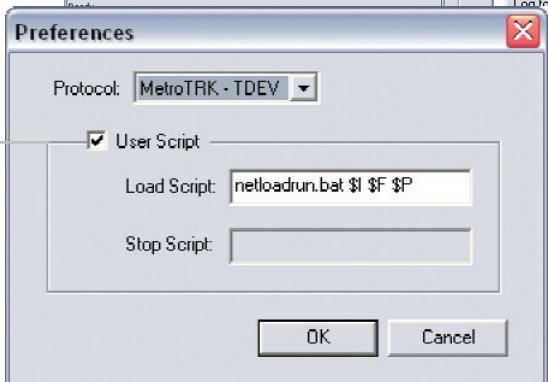 Preferences
Protocol: MetroTRK - TDEV
User Script
Load Script: netloadrun.bat $I $F $P
Stop Script:
OK Cancel